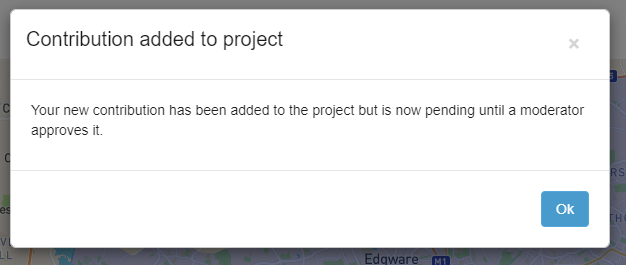 Contribution added to project
×
Your new contribution has been added to the project but is now pending until a moderator
approves it.
Ok
Edgware
M1